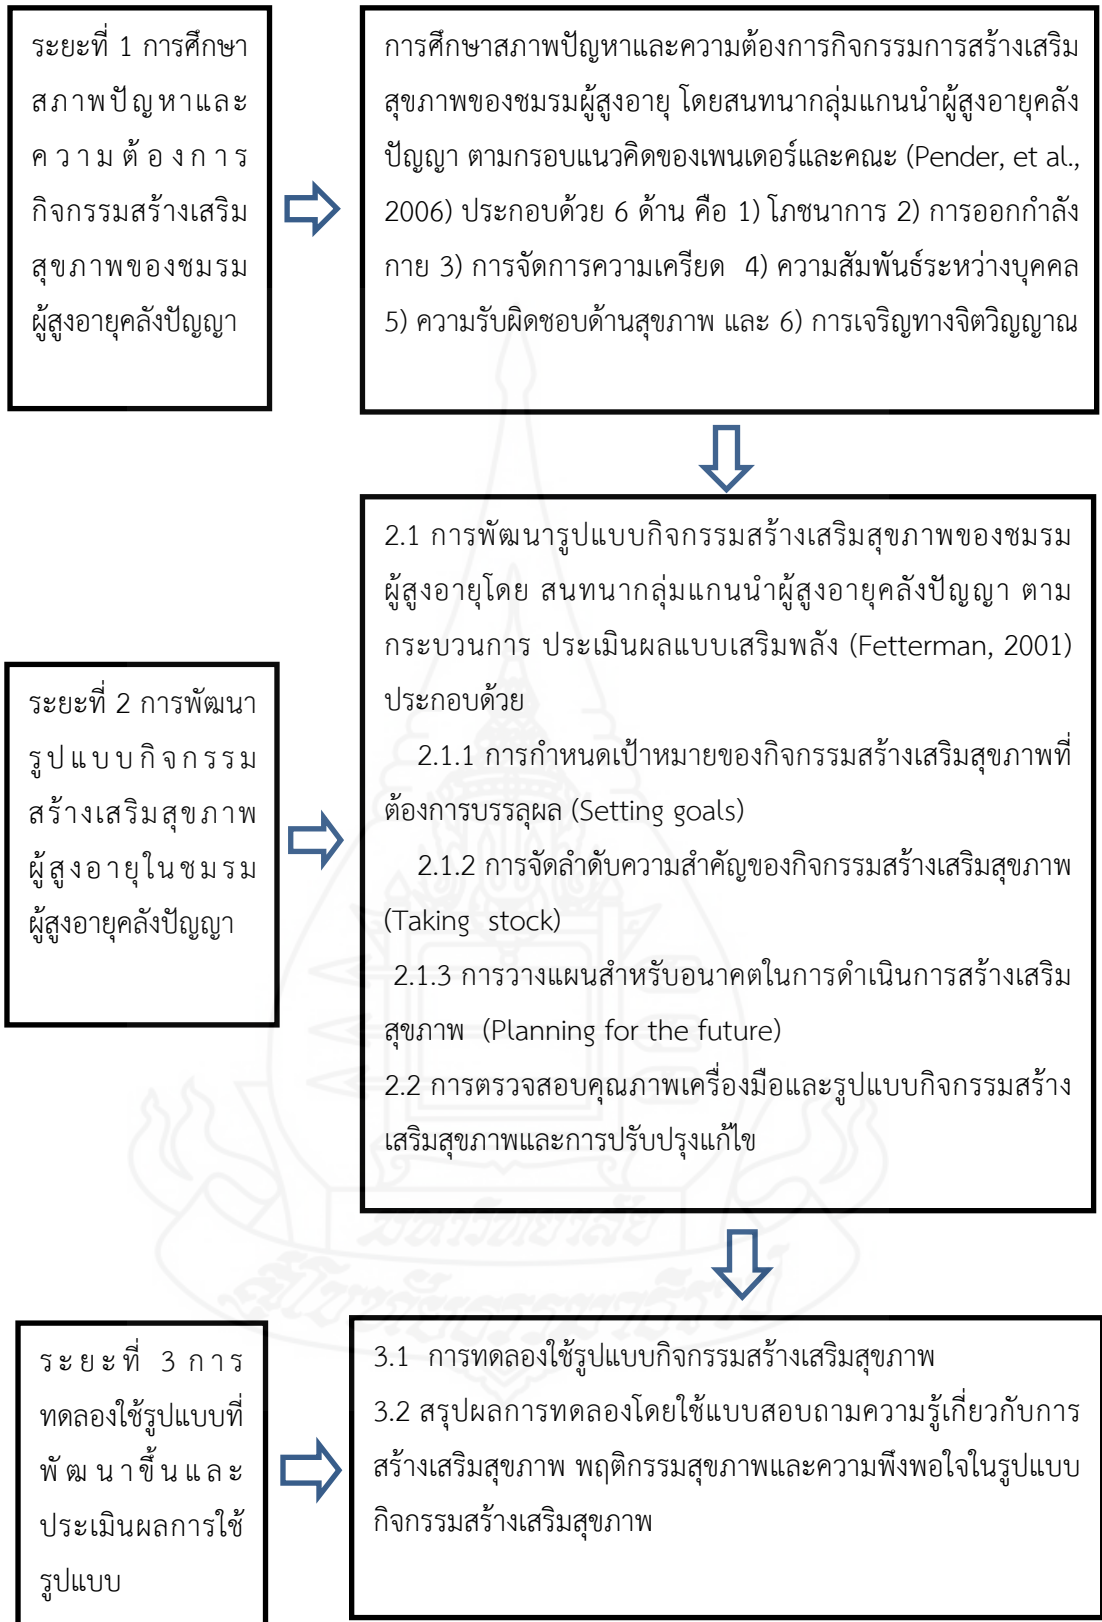 ระยะที่ 1 การศึกษา
สภาพปัญหาและ
ความต้องการ
กิจกรรมสร้างเสริม
สุขภาพของชมรม
ผู้สูงอายุคลังปัญญา
การศึกษาสภาพปัญหาและความต้องการกิจกรรมการสร้างเสริม
สุขภาพของชมรมผู้สูงอายุ โดยสนทนากลุ่มแกนนำผู้สูงอายุคลัง
ปัญญา ตามกรอบแนวคิดของเพนเดอร์และคณะ (Pender, et al.,
2006) ประกอบด้วย 6 ด้าน คือ 1) โภชนาการ 2) การออกกำลัง
กาย 3) การจัดการความเครียด 4) ความสัมพันธ์ระหว่างบุคคล
5) ความรับผิดชอบด้านสุขภาพ และ 6) การเจริญทางจิตวิญญาณ
ระยะที่ 2 การพัฒนา
รูปแบบกิจกรรม
สร้างเสริมสุขภาพ
ผู้สูงอายุในชมรม
ผู้สูงอายุคลังปัญญา
2.1 การพัฒนารูปแบบกิจกรรมสร้างเสริมสุขภาพของชมรม
ผู้สูงอายุโดย สนทนากลุ่มแกนนำผู้สูงอายุคลังปัญญา ตาม
กระบวนการ ประเมินผลแบบเสริมพลัง (Fetterman, 2001)
ประกอบด้วย
2.1.1 การกำหนดเป้าหมายของกิจกรรมสร้างเสริมสุขภาพที่
ต้องการบรรลุผล (Setting goals)
2.1.2 การจัดลำดับความสำคัญของกิจกรรมสร้างเสริมสุขภาพ
(Taking stock)
2.1.3 การวางแผนสำหรับอนาคตในการดำเนินการสร้างเสริม
สุขภาพ (Planning for the future)
2.2 การตรวจสอบคุณภาพเครื่องมือและรูปแบบกิจกรรมสร้าง
เสริมสุขภาพและการปรับปรุงแก้ไข
มหาวิทยาลัย
สุโขทัยธรรมาธิราช
ระยะที่ 3 การ
ทดลองใช้รูปแบบที่
พัฒนาขึ้นและ
ประเมินผลการใช้
รูปแบบ
3.1 การทดลองใช้รูปแบบกิจกรรมสร้างเสริมสุขภาพ
3.2 สรุปผลการทดลองโดยใช้แบบสอบถามความรู้เกี่ยวกับการ
สร้างเสริมสุขภาพ พฤติกรรมสุขภาพและความพึงพอใจในรูปแบบ
กิจกรรมสร้างเสริมสุขภาพ